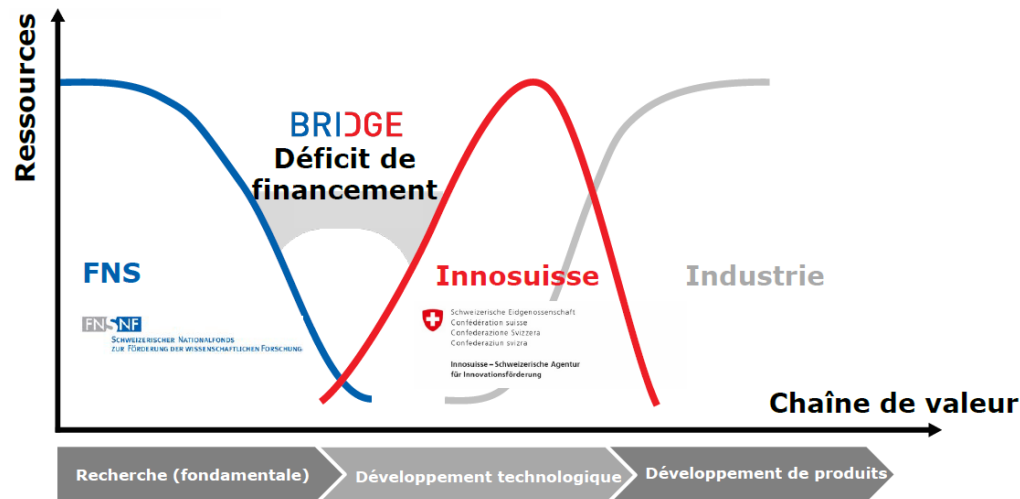 Ressources
BRIDGE
Déficit de
financement
FNS
Innosuisse
Industrie
FNSNF
SCHWEIZERISCHER NATIONALFONDS
ZUR FÖRDERUNG DER WISSENSCHAFTLICHEN FORSCHUNG
Schweizerische Eidgenossenschaft
Confédération suisse
Confederazione Svizzera
Confederaziun svizra
Innosuisse – Schweizerische Agentur
für Innovationsförderung
Chaîne de valeur
Recherche (fondamentale)
Développement technologique
Développement de produits